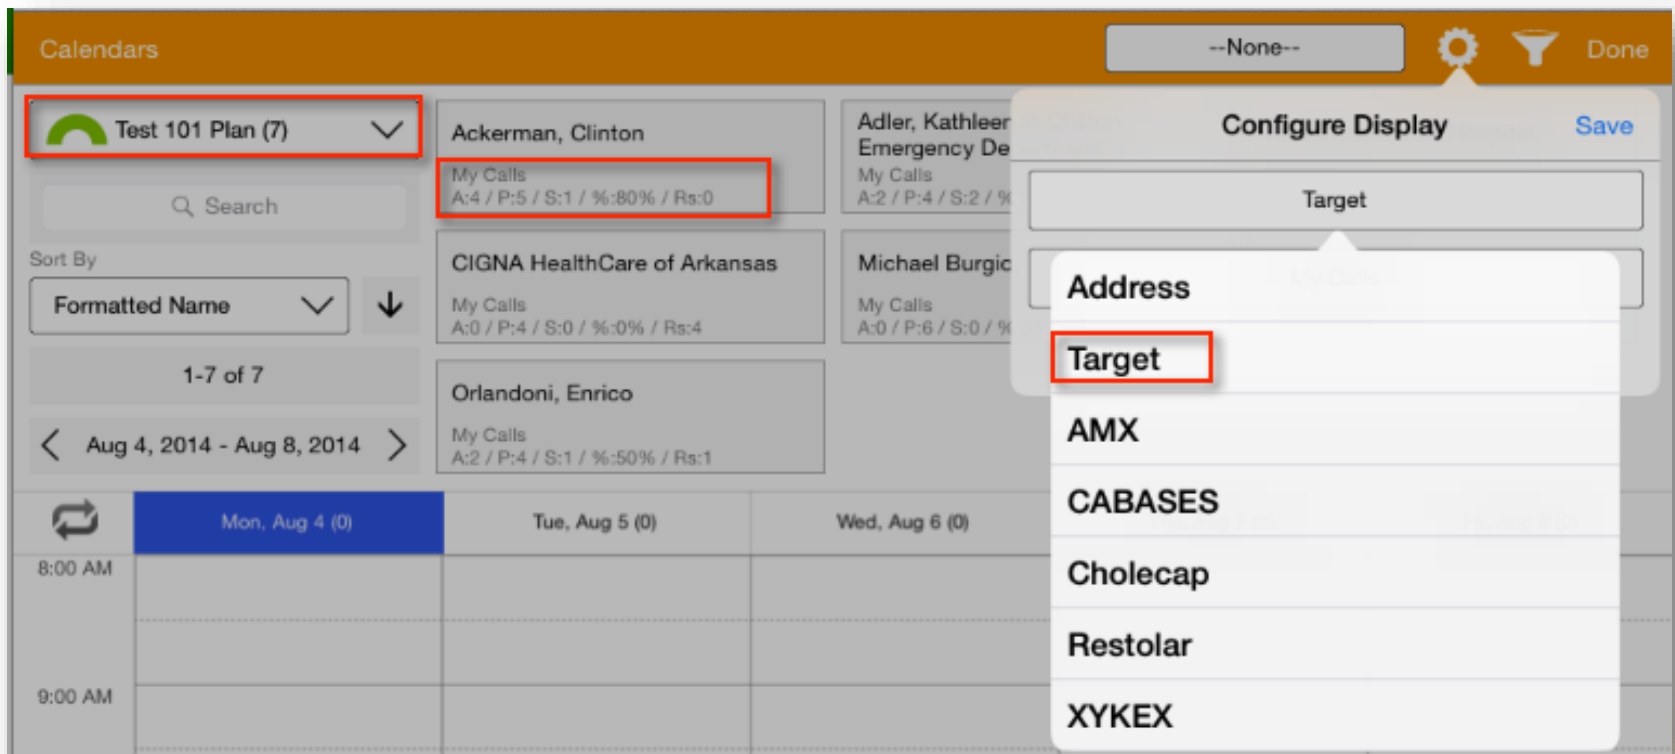 Calendars
--None--
Done
Test 101 Plan (7)
Search
Sort By
Formatted Name
1-7 of 7
Aug 4, 2014 - Aug 8, 2014
Ackerman, Clinton
My Calls
A:4 / P:5 / S:1 / %:80% / Rs:0
Adler, Kathleen
Emergency De
My Calls
A:2 / P:4 / S:2 / %
CIGNA HealthCare of Arkansas
My Calls
A:0 / P:4 / S:0 / %:0% / Rs:4
Michael Burgic
My Calls
A:0 / P:6 / S:0 / %
Orlandoni, Enrico
My Calls
A:2 / P:4 / S:1 / %:50% / Rs:1
Configure Display
Save
Target
My Calls
Address
Target
AMX
CABASES
Cholecap
Restolar
XYKEX
Mon, Aug 4 (0)
Tue, Aug 5 (0)
Wed, Aug 6 (0)
8:00 AM
9:00 AM